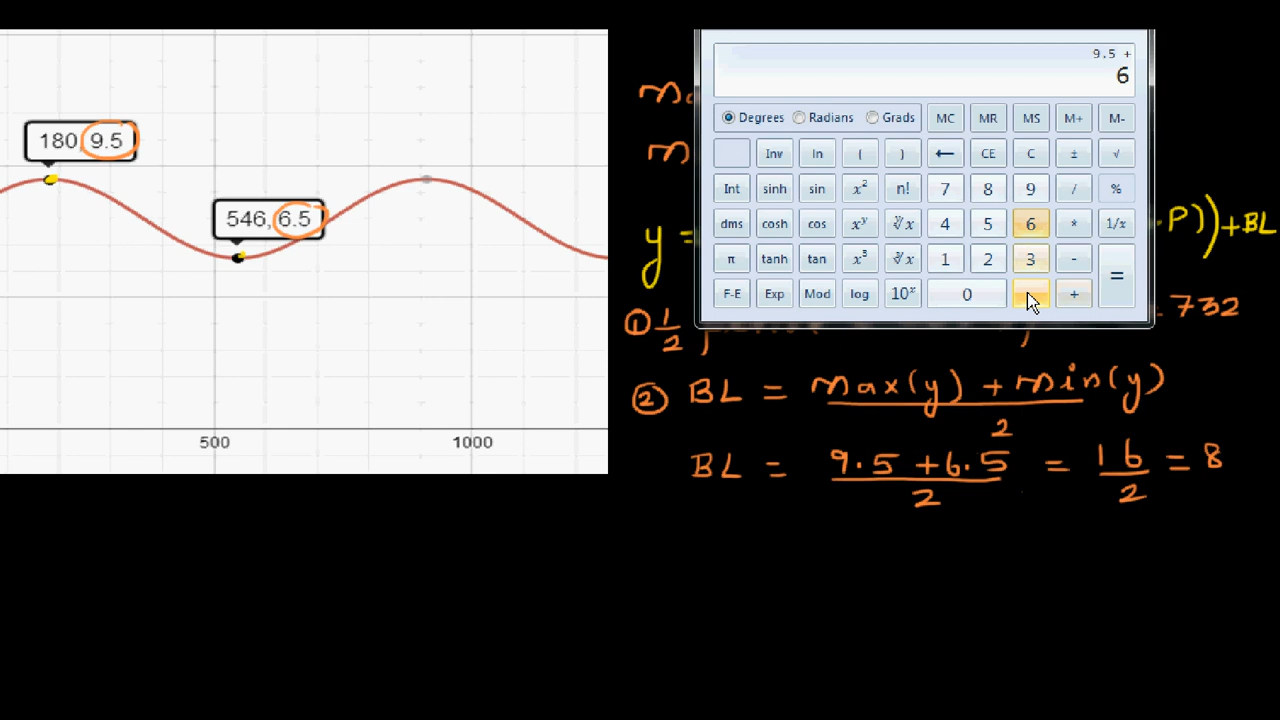 180, 9.5
546, 6.5
500 1000
9.5 +
6
Degrees Radians Grads MC MR MS M+ M-
Inv ln ( ) ← CE C ± √
Int sinh sin x² n! 7 8 9 / %
dms cosh cos xʸ ʸ√x 4 5 6 * 1/x
π tanh tan x³ ³√x 1 2 3 - =
F-E Exp Mod log 10ˣ 0 +
y = .P))+BL
① 1/2 .732
② BL = max(y) + min(y) / 2
BL = 9.5 + 6.5 / 2 = 16 / 2 = 8